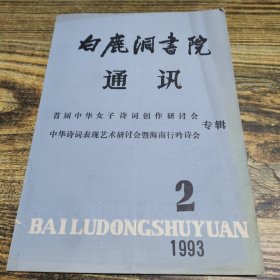 白鹿洞书院
通讯
首届中华女子诗词创作研讨会
中华诗词表现艺术研讨会暨海南行吟诗会
专辑
2
BAILUDONGSHUYUAN
1993